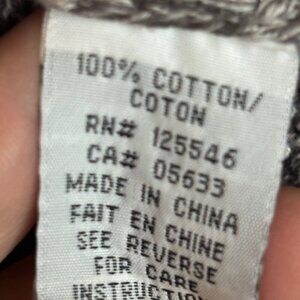 100% COTTON/
COTON
RN# 125546
CA# 05633
MADE IN CHINA
FAIT EN CHINE
SEE REVERSE
FOR CARE